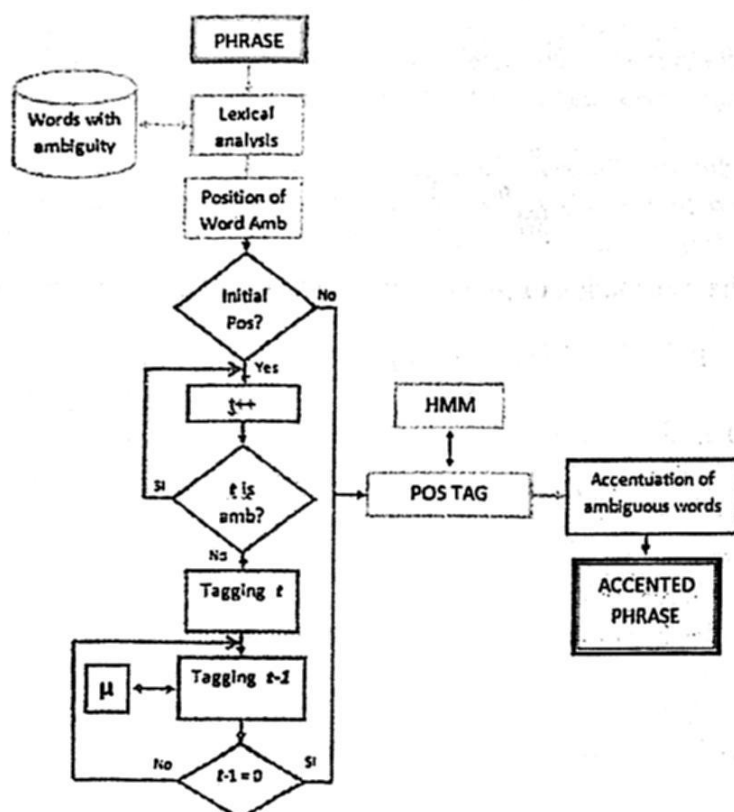 PHRASE
Words with
ambiguity
Lexical
analysis
Position of
Word Amb
Initial
Pos?
No
Yes
t++
Si
t is
amb?
No
Tagging t
Tagging t-1
μ
No
t-1 = 0
Si
HMM
POS TAG
Accentuation of
ambiguous words
ACCENTED
PHRASE